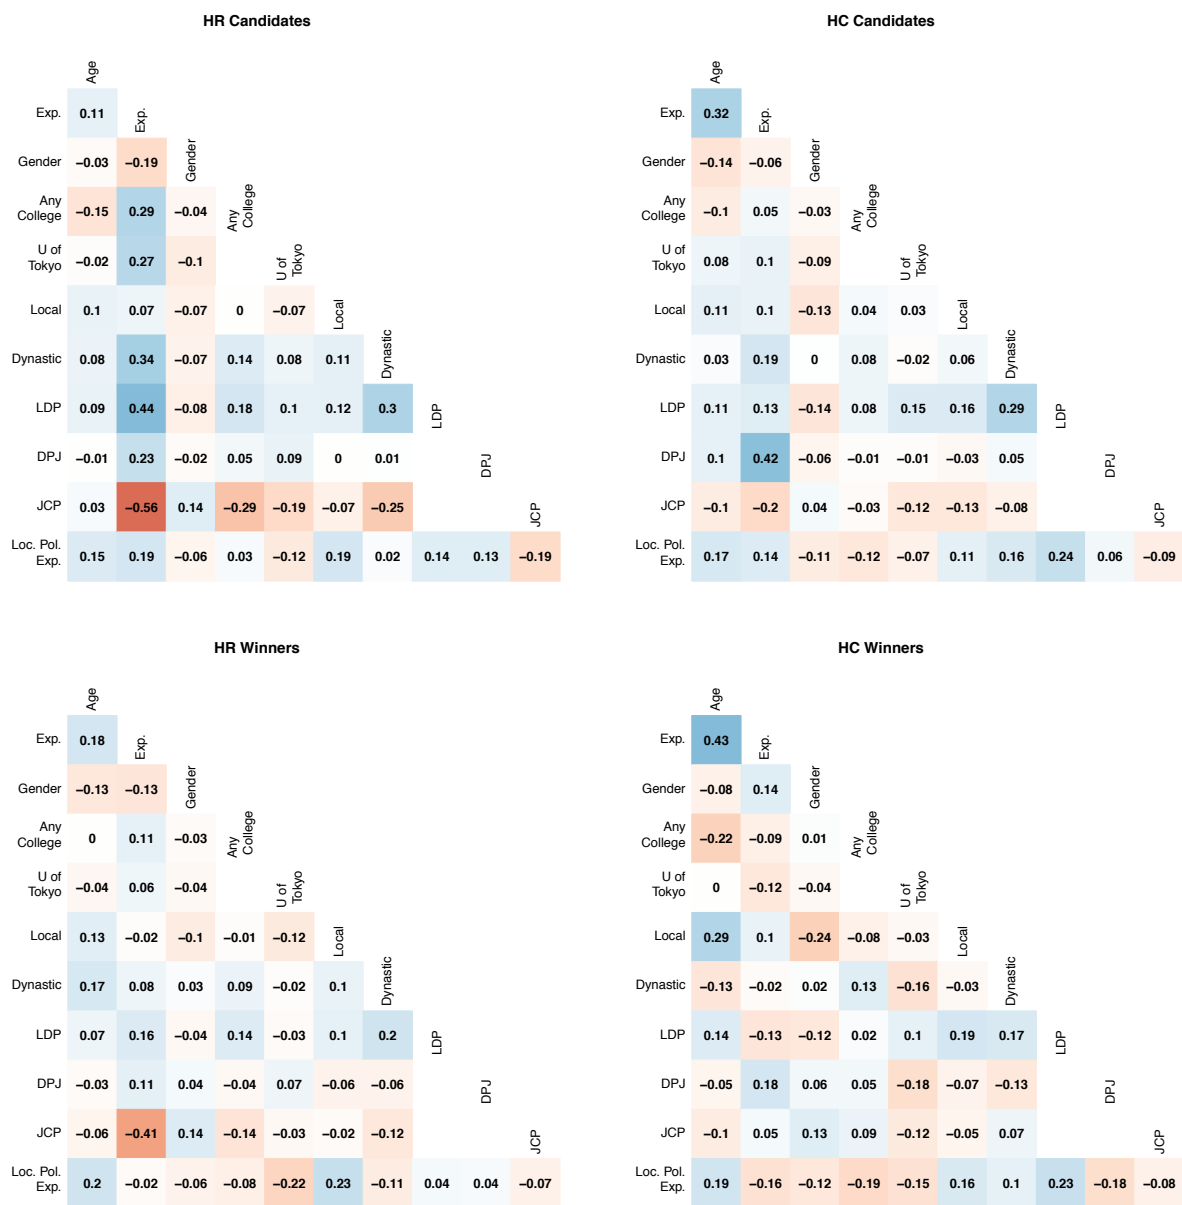 HR Candidates
Age
Exp. 0.11
Exp.
Gender −0.03 −0.19
Gender
Any College −0.15 0.29 −0.04
Any College
U of Tokyo −0.02 0.27 −0.1
U of Tokyo
Local 0.1 0.07 −0.07 0 −0.07
Local
Dynastic 0.08 0.34 −0.07 0.14 0.08 0.11
Dynastic
LDP 0.09 0.44 −0.08 0.18 0.1 0.12 0.3
LDP
DPJ −0.01 0.23 −0.02 0.05 0.09 0 0.01
DPJ
JCP 0.03 −0.56 0.14 −0.29 −0.19 −0.07 −0.25
JCP
Loc. Pol. Exp. 0.15 0.19 −0.06 0.03 −0.12 0.19 0.02 0.14 0.13 −0.19
HC Candidates
Age
Exp. 0.32
Exp.
Gender −0.14 −0.06
Gender
Any College −0.1 0.05 −0.03
Any College
U of Tokyo 0.08 0.1 −0.09
U of Tokyo
Local 0.11 0.1 −0.13 0.04 0.03
Local
Dynastic 0.03 0.19 0 0.08 −0.02 0.06
Dynastic
LDP 0.11 0.13 −0.14 0.08 0.15 0.16 0.29
LDP
DPJ 0.1 0.42 −0.06 −0.01 −0.01 −0.03 0.05
DPJ
JCP −0.1 −0.2 0.04 −0.03 −0.12 −0.13 −0.08
JCP
Loc. Pol. Exp. 0.17 0.14 −0.11 −0.12 −0.07 0.11 0.16 0.24 0.06 −0.09
HR Winners
Age
Exp. 0.18
Exp.
Gender −0.13 −0.13
Gender
Any College 0 0.11 −0.03
Any College
U of Tokyo −0.04 0.06 −0.04
U of Tokyo
Local 0.13 −0.02 −0.1 −0.01 −0.12
Local
Dynastic 0.17 0.08 0.03 0.09 −0.02 0.1
Dynastic
LDP 0.07 0.16 −0.04 0.14 −0.03 0.1 0.2
LDP
DPJ −0.03 0.11 0.04 −0.04 0.07 −0.06 −0.06
DPJ
JCP −0.06 −0.41 0.14 −0.14 −0.03 −0.02 −0.12
JCP
Loc. Pol. Exp. 0.2 −0.02 −0.06 −0.08 −0.22 0.23 −0.11 0.04 0.04 −0.07
HC Winners
Age
Exp. 0.43
Exp.
Gender −0.08 0.14
Gender
Any College −0.22 −0.09 0.01
Any College
U of Tokyo 0 −0.12 −0.04
U of Tokyo
Local 0.29 0.1 −0.24 −0.08 −0.03
Local
Dynastic −0.13 −0.02 0.02 0.13 −0.16 −0.03
Dynastic
LDP 0.14 −0.13 −0.12 0.02 0.1 0.19 0.17
LDP
DPJ −0.05 0.18 0.06 0.05 −0.18 −0.07 −0.13
DPJ
JCP −0.1 0.05 0.13 0.09 −0.12 −0.05 0.07
JCP
Loc. Pol. Exp. 0.19 −0.16 −0.12 −0.19 −0.15 0.16 0.1 0.23 −0.18 −0.08